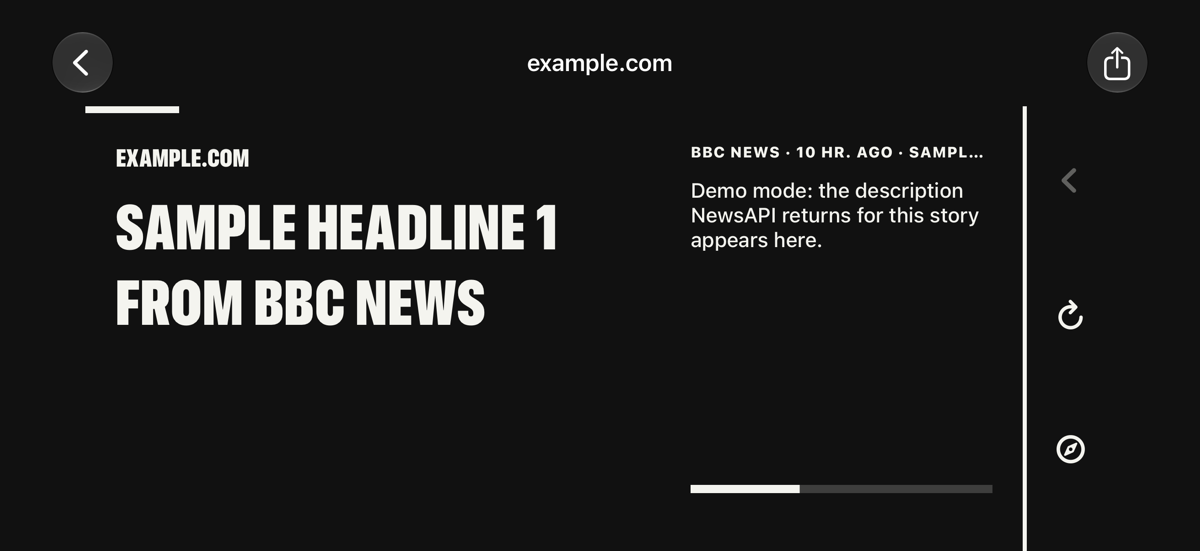 example.com
EXAMPLE.COM
SAMPLE HEADLINE 1
FROM BBC NEWS
BBC NEWS · 10 HR. AGO · SAMPL…
Demo mode: the description
NewsAPI returns for this story
appears here.